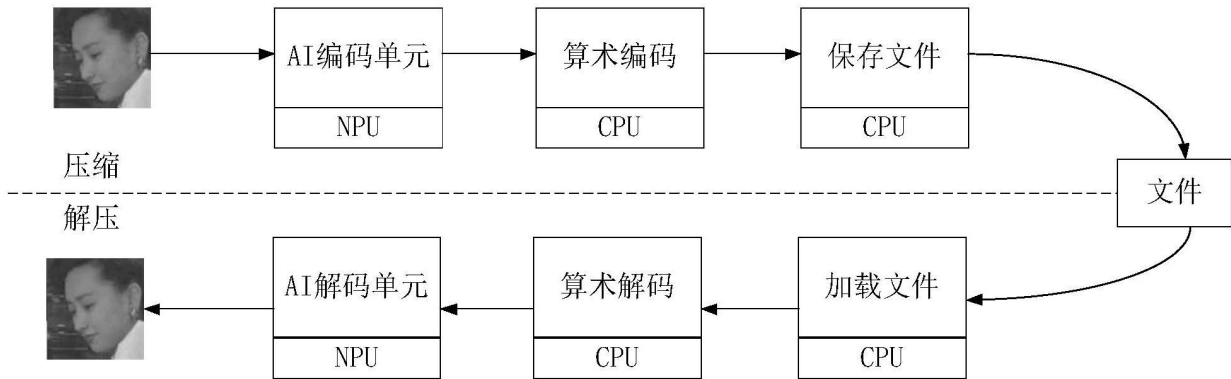 AI编码单元
NPU
算术编码
CPU
保存文件
CPU
压缩
文件
解压
AI解码单元
NPU
算术解码
CPU
加载文件
CPU